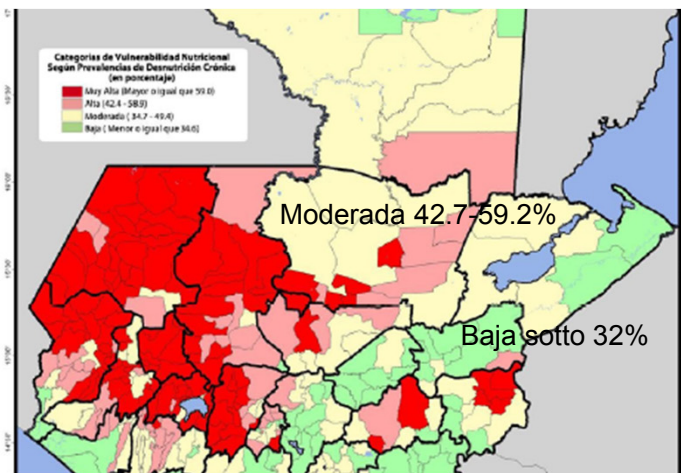 Categorías de Vulnerabilidad Nutricional
Según Prevalencias de Desnutrición Crónica
(en porcentaje)
Muy Alta (Mayor o igual que 59.0)
Alta (42.4 - 58.9)
Moderada ( 34.7 - 49.4)
Baja ( Menor o igual que 34.6)
Moderada 42.7-59.2%
Baja sotto 32%